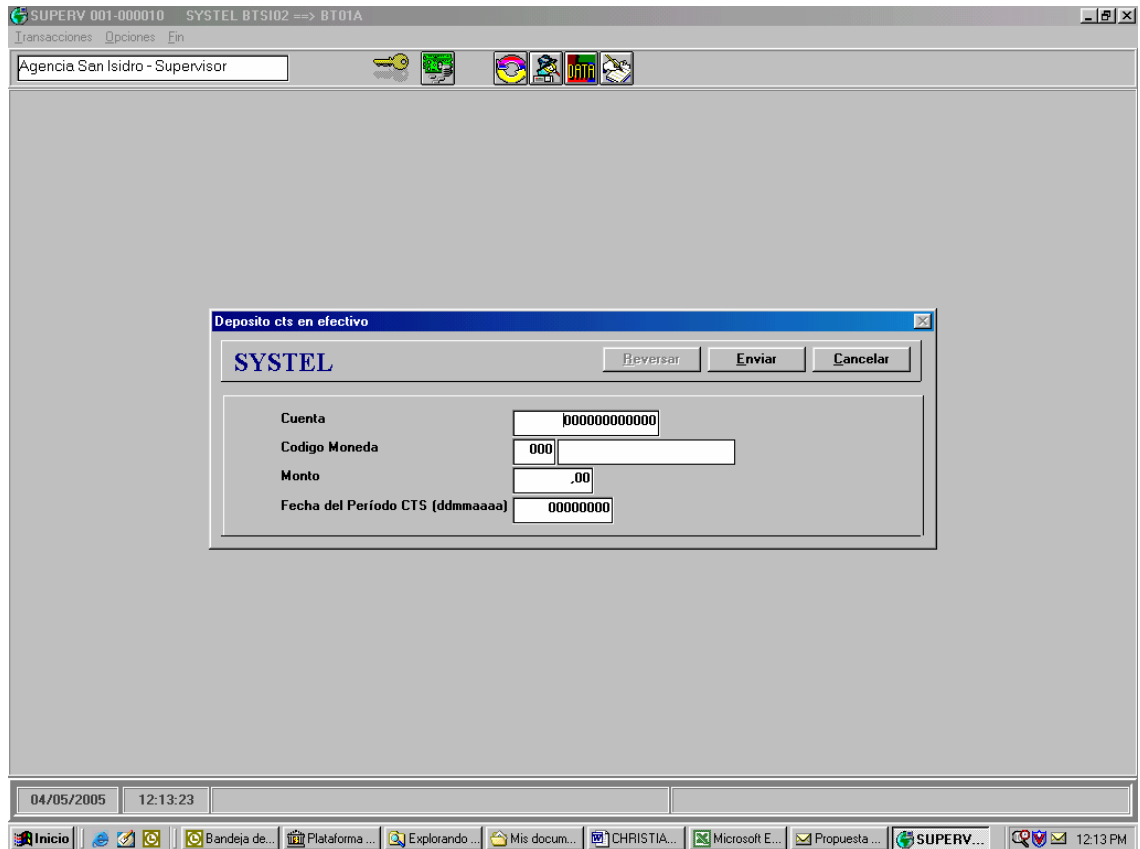 SUPERV 001-000010 SYSTEL BTSI02 ==> BT01A
Transacciones Opciones Fin
Agencia San Isidro - Supervisor
DATA
Deposito cts en efectivo
SYSTEL Reversar Enviar Cancelar
Cuenta 000000000000
Codigo Moneda 000
Monto ,00
Fecha del Período CTS (ddmmaaaa) 00000000
04/05/2005 12:13:23
Inicio Bandeja de... Plataforma ... Explorando ... Mis docum... CHRISTIA... Microsoft E... Propuesta ... SUPERV... 12:13 PM